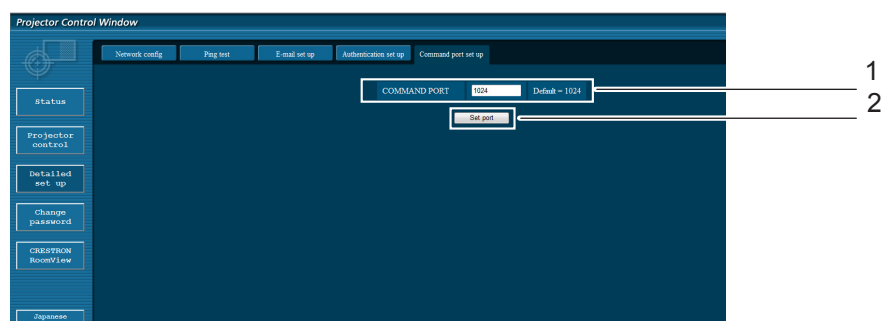 Projector Control Window
Network config Ping test E-mail set up Authentication set up Command port set up
COMMAND PORT 1024 Default = 1024
1
Set port
2
Status
Projector
control
Detailed
set up
Change
password
CRESTRON
RoomView
Japanese